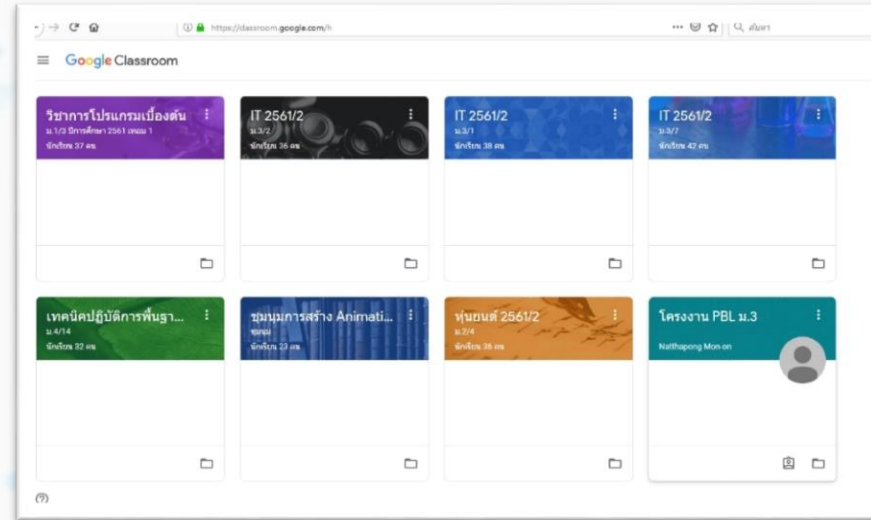 https://classroom.google.com/h
ค้นหา
Google Classroom
วิชาการโปรแกรมเบื้องต้น
ม.1/3 ปีการศึกษา 2561 เทอม 1
นักเรียน 37 คน
IT 2561/2
ม.3/2
นักเรียน 36 คน
IT 2561/2
ม.3/1
นักเรียน 38 คน
IT 2561/2
ม.3/7
นักเรียน 42 คน
เทคนิคปฏิบัติการพื้นฐา...
ม.4/14
นักเรียน 32 คน
ชุมนุมการสร้าง Animati...
ชุมนุม
นักเรียน 23 คน
หุ่นยนต์ 2561/2
ม.2/4
นักเรียน 36 คน
โครงงาน PBL ม.3
Natthapong Mon-on